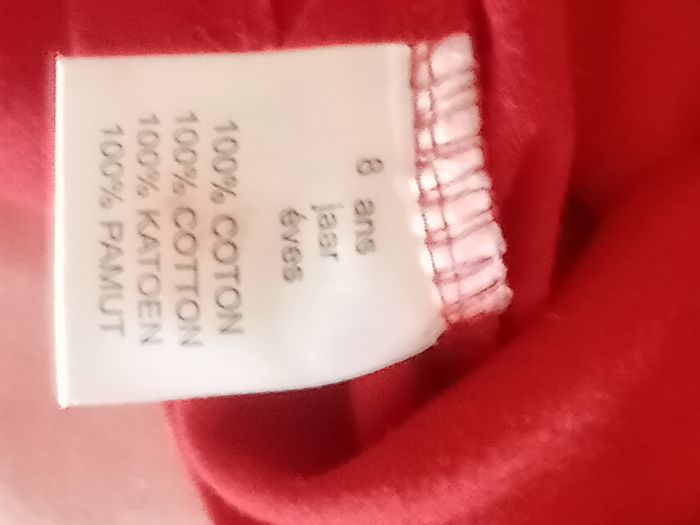 8 ans
jaar
éves
100% COTON
100% COTTON
100% KATOEN
100% PAMUT